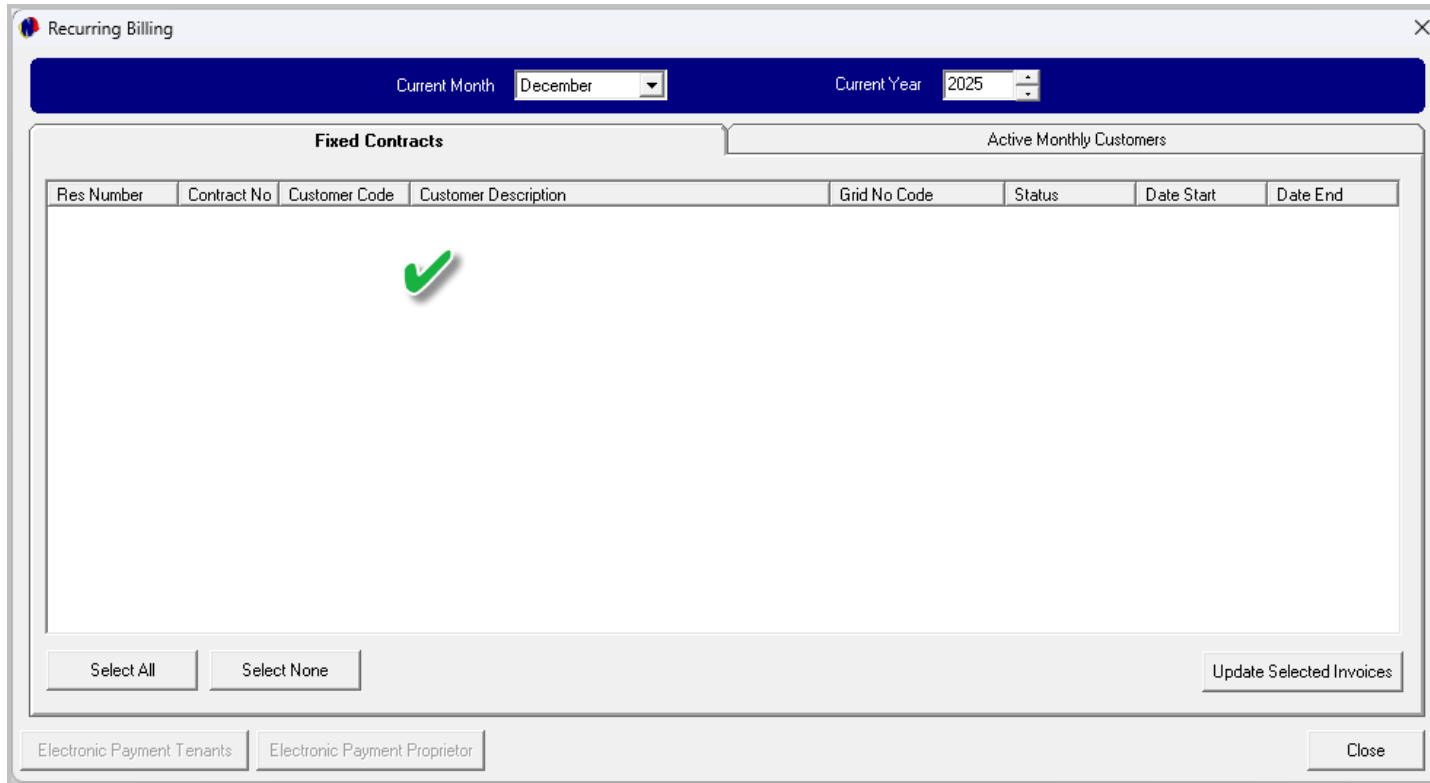 Recurring Billing
Current Month December Current Year 2025
Fixed Contracts Active Monthly Customers
Res Number Contract No Customer Code Customer Description Grid No Code Status Date Start Date End
Select All Select None Update Selected Invoices
Electronic Payment Tenants Electronic Payment Proprietor Close